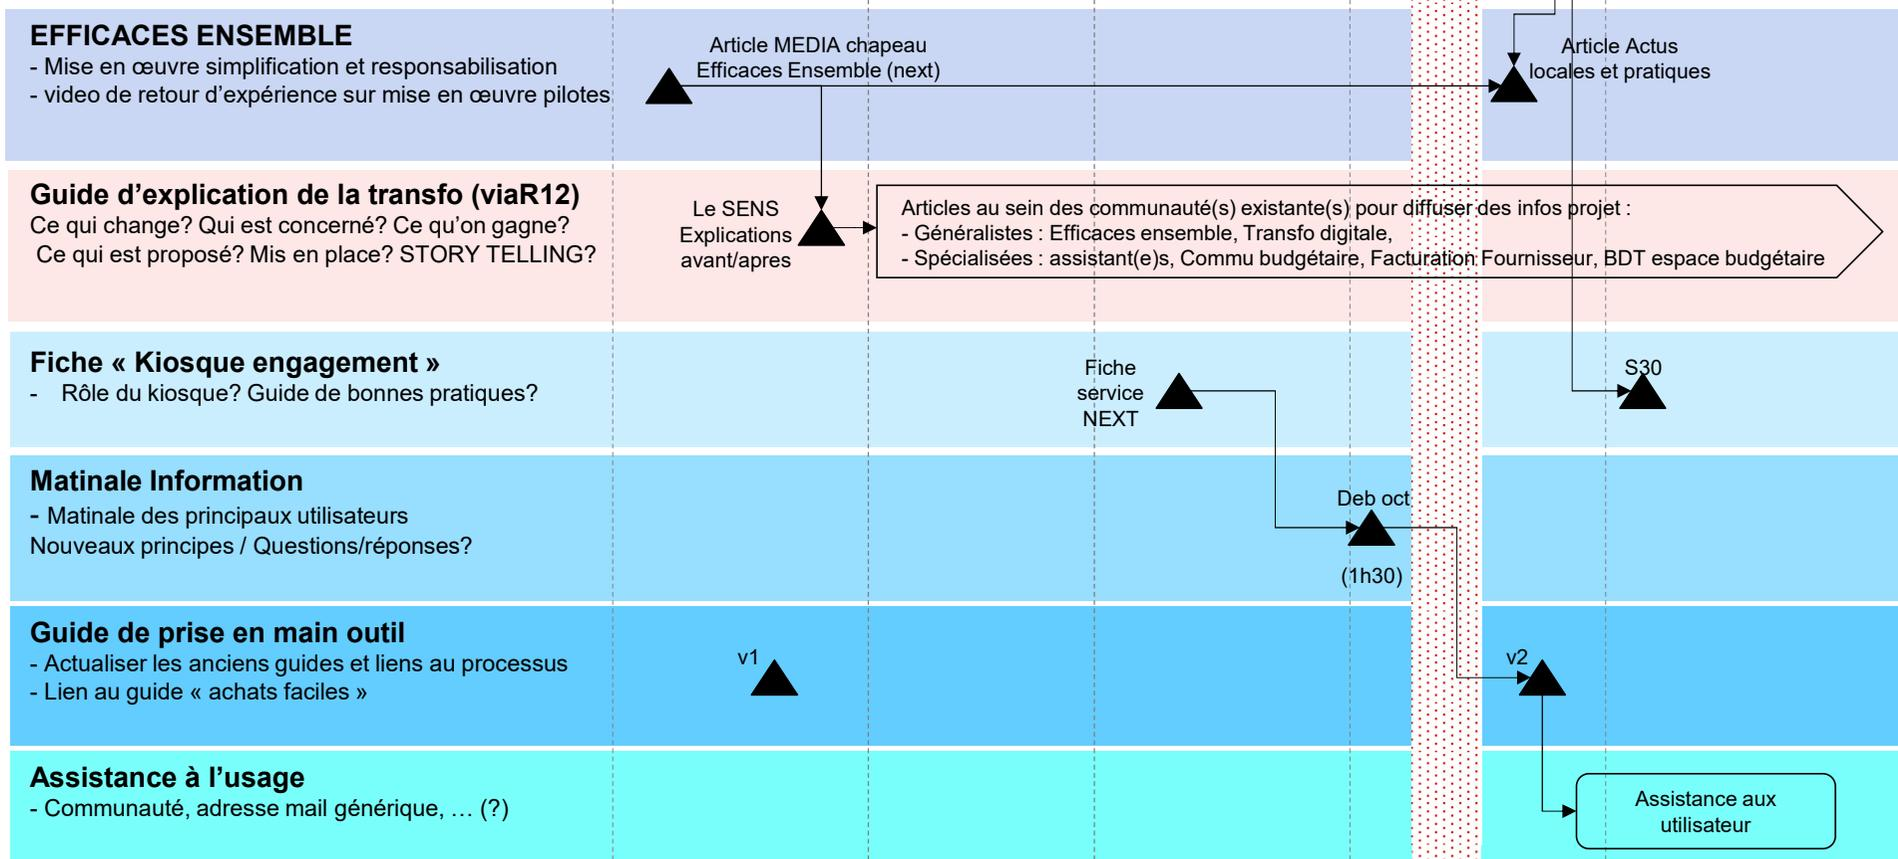 EFFICACES ENSEMBLE
- Mise en œuvre simplification et responsabilisation
- video de retour d’expérience sur mise en œuvre pilotes
Article MEDIA chapeau
Efficaces Ensemble (next)
Article Actus
locales et pratiques
Guide d’explication de la transfo (viaR12)
Ce qui change? Qui est concerné? Ce qu’on gagne?
Ce qui est proposé? Mis en place? STORY TELLING?
Le SENS
Explications
avant/apres
Articles au sein des communauté(s) existante(s) pour diffuser des infos projet :
- Généralistes : Efficaces ensemble, Transfo digitale,
- Spécialisées : assistant(e)s, Commu budgétaire, Facturation Fournisseur, BDT espace budgétaire
Fiche « Kiosque engagement »
- Rôle du kiosque? Guide de bonnes pratiques?
Fiche
service
NEXT
S30
Matinale Information
- Matinale des principaux utilisateurs
Nouveaux principes / Questions/réponses?
Deb oct
(1h30)
Guide de prise en main outil
- Actualiser les anciens guides et liens au processus
- Lien au guide « achats faciles »
v1
v2
Assistance à l’usage
- Communauté, adresse mail générique, … (?)
Assistance aux
utilisateur